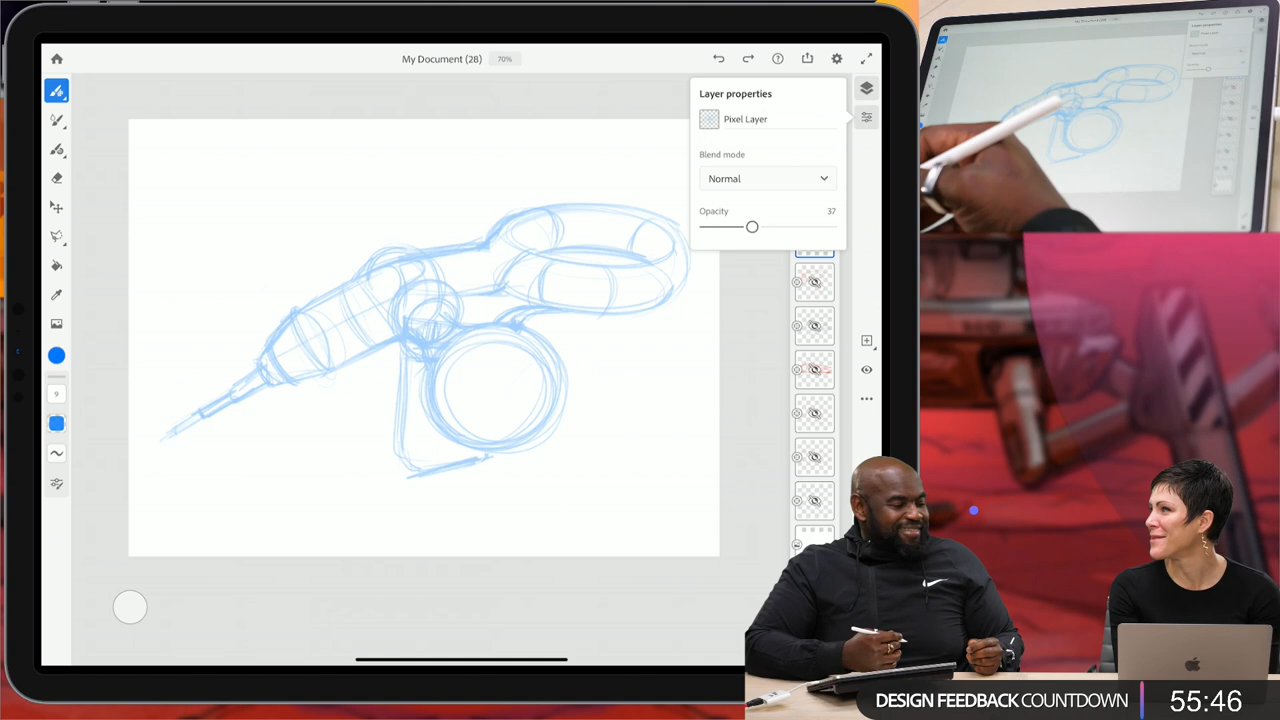 My Document (28) 70%
Layer properties
Pixel Layer
Blend mode
Normal
Opacity 37
9
DESIGN FEEDBACK COUNTDOWN 55:46